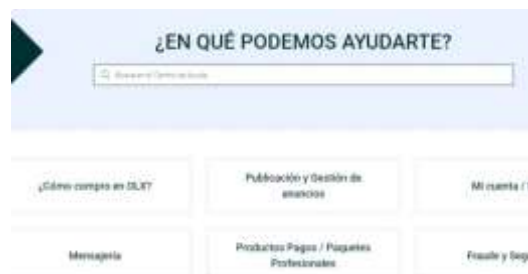 ¿EN QUÉ PODEMOS AYUDARTE?
¿Cómo compro en OLX?
Publicación y Gestión de
anuncios
Mi cuenta /
Mensajería
Productos Pagos / Paquetes
Profesionales
Fraude y Seg